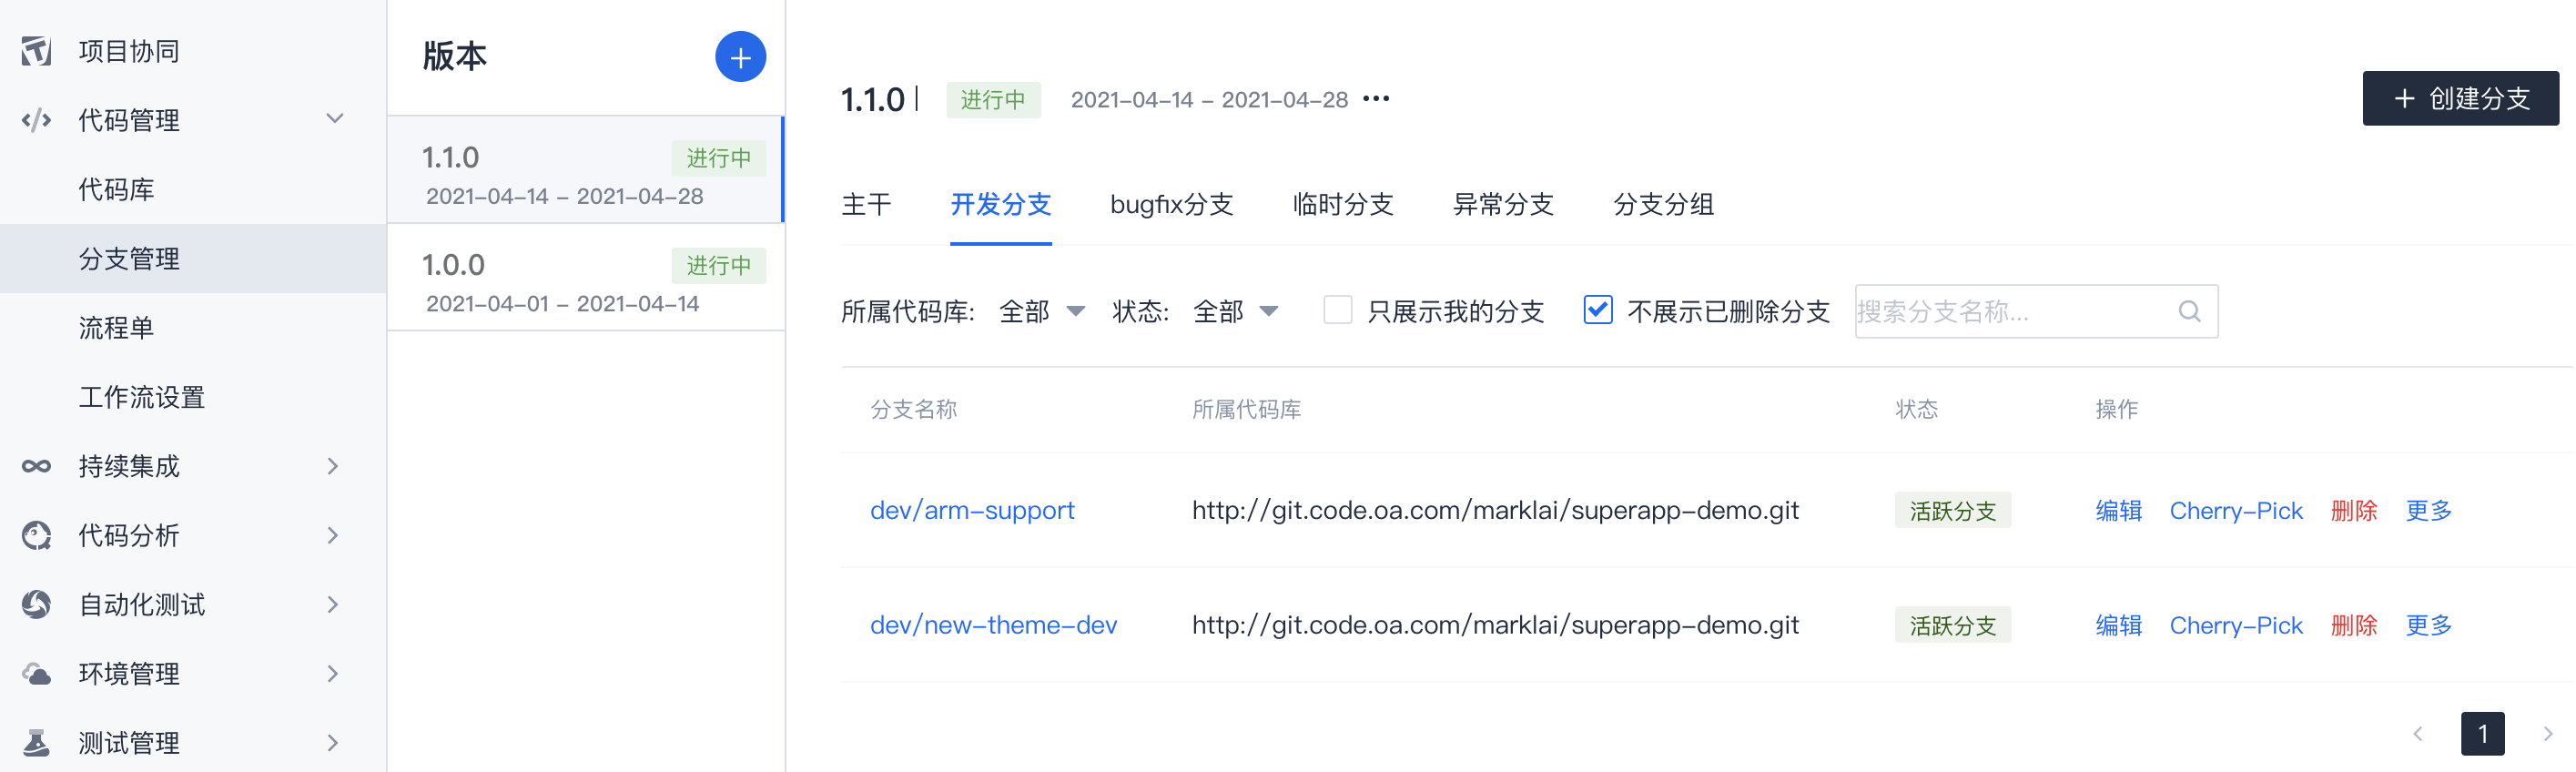 项目协同
代码管理
代码库
分支管理
流程单
工作流设置
持续集成
代码分析
自动化测试
环境管理
测试管理
版本
+
1.1.0 进行中
2021-04-14 - 2021-04-28
1.0.0 进行中
2021-04-01 - 2021-04-14
1.1.0 | 进行中 2021-04-14 - 2021-04-28 •••
+ 创建分支
主干 开发分支 bugfix分支 临时分支 异常分支 分支分组
所属代码库: 全部 状态: 全部 只展示我的分支 不展示已删除分支 搜索分支名称...
分支名称 所属代码库 状态 操作
dev/arm-support http://git.code.oa.com/marklai/superapp-demo.git 活跃分支 编辑 Cherry-Pick 删除 更多
dev/new-theme-dev http://git.code.oa.com/marklai/superapp-demo.git 活跃分支 编辑 Cherry-Pick 删除 更多
< 1 >